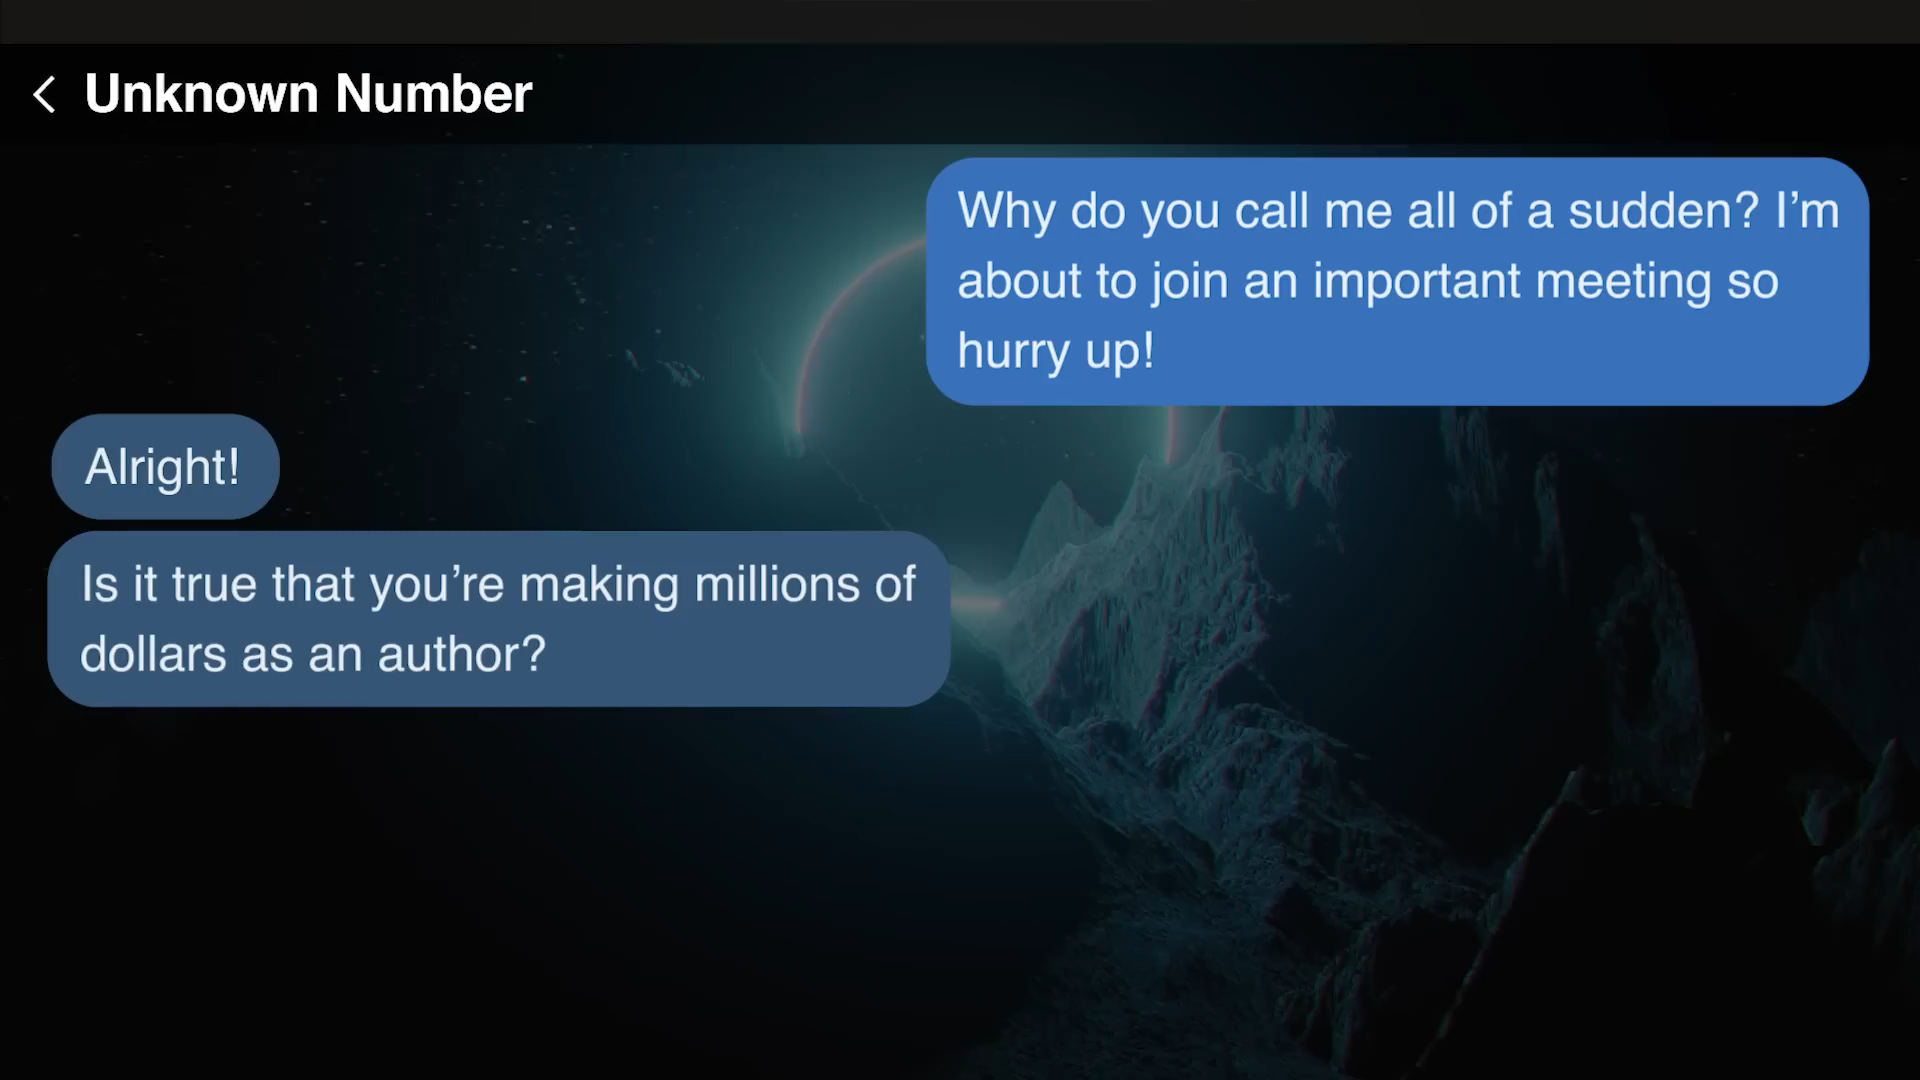 Unknown Number
Why do you call me all of a sudden? I’m
about to join an important meeting so
hurry up!
Alright!
Is it true that you’re making millions of
dollars as an author?